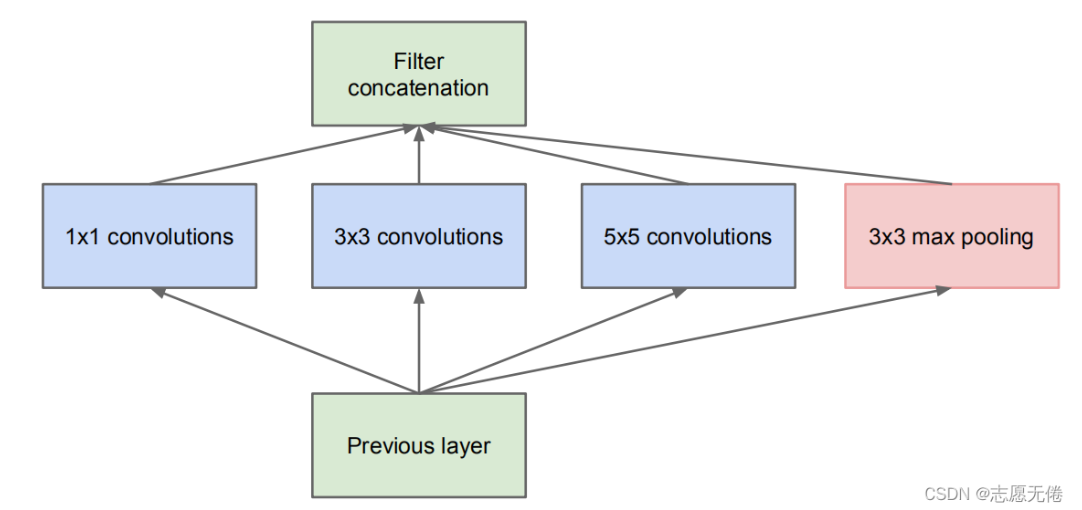 Filter
concatenation
1x1 convolutions
3x3 convolutions
5x5 convolutions
3x3 max pooling
Previous layer
CSDN @志愿无倦